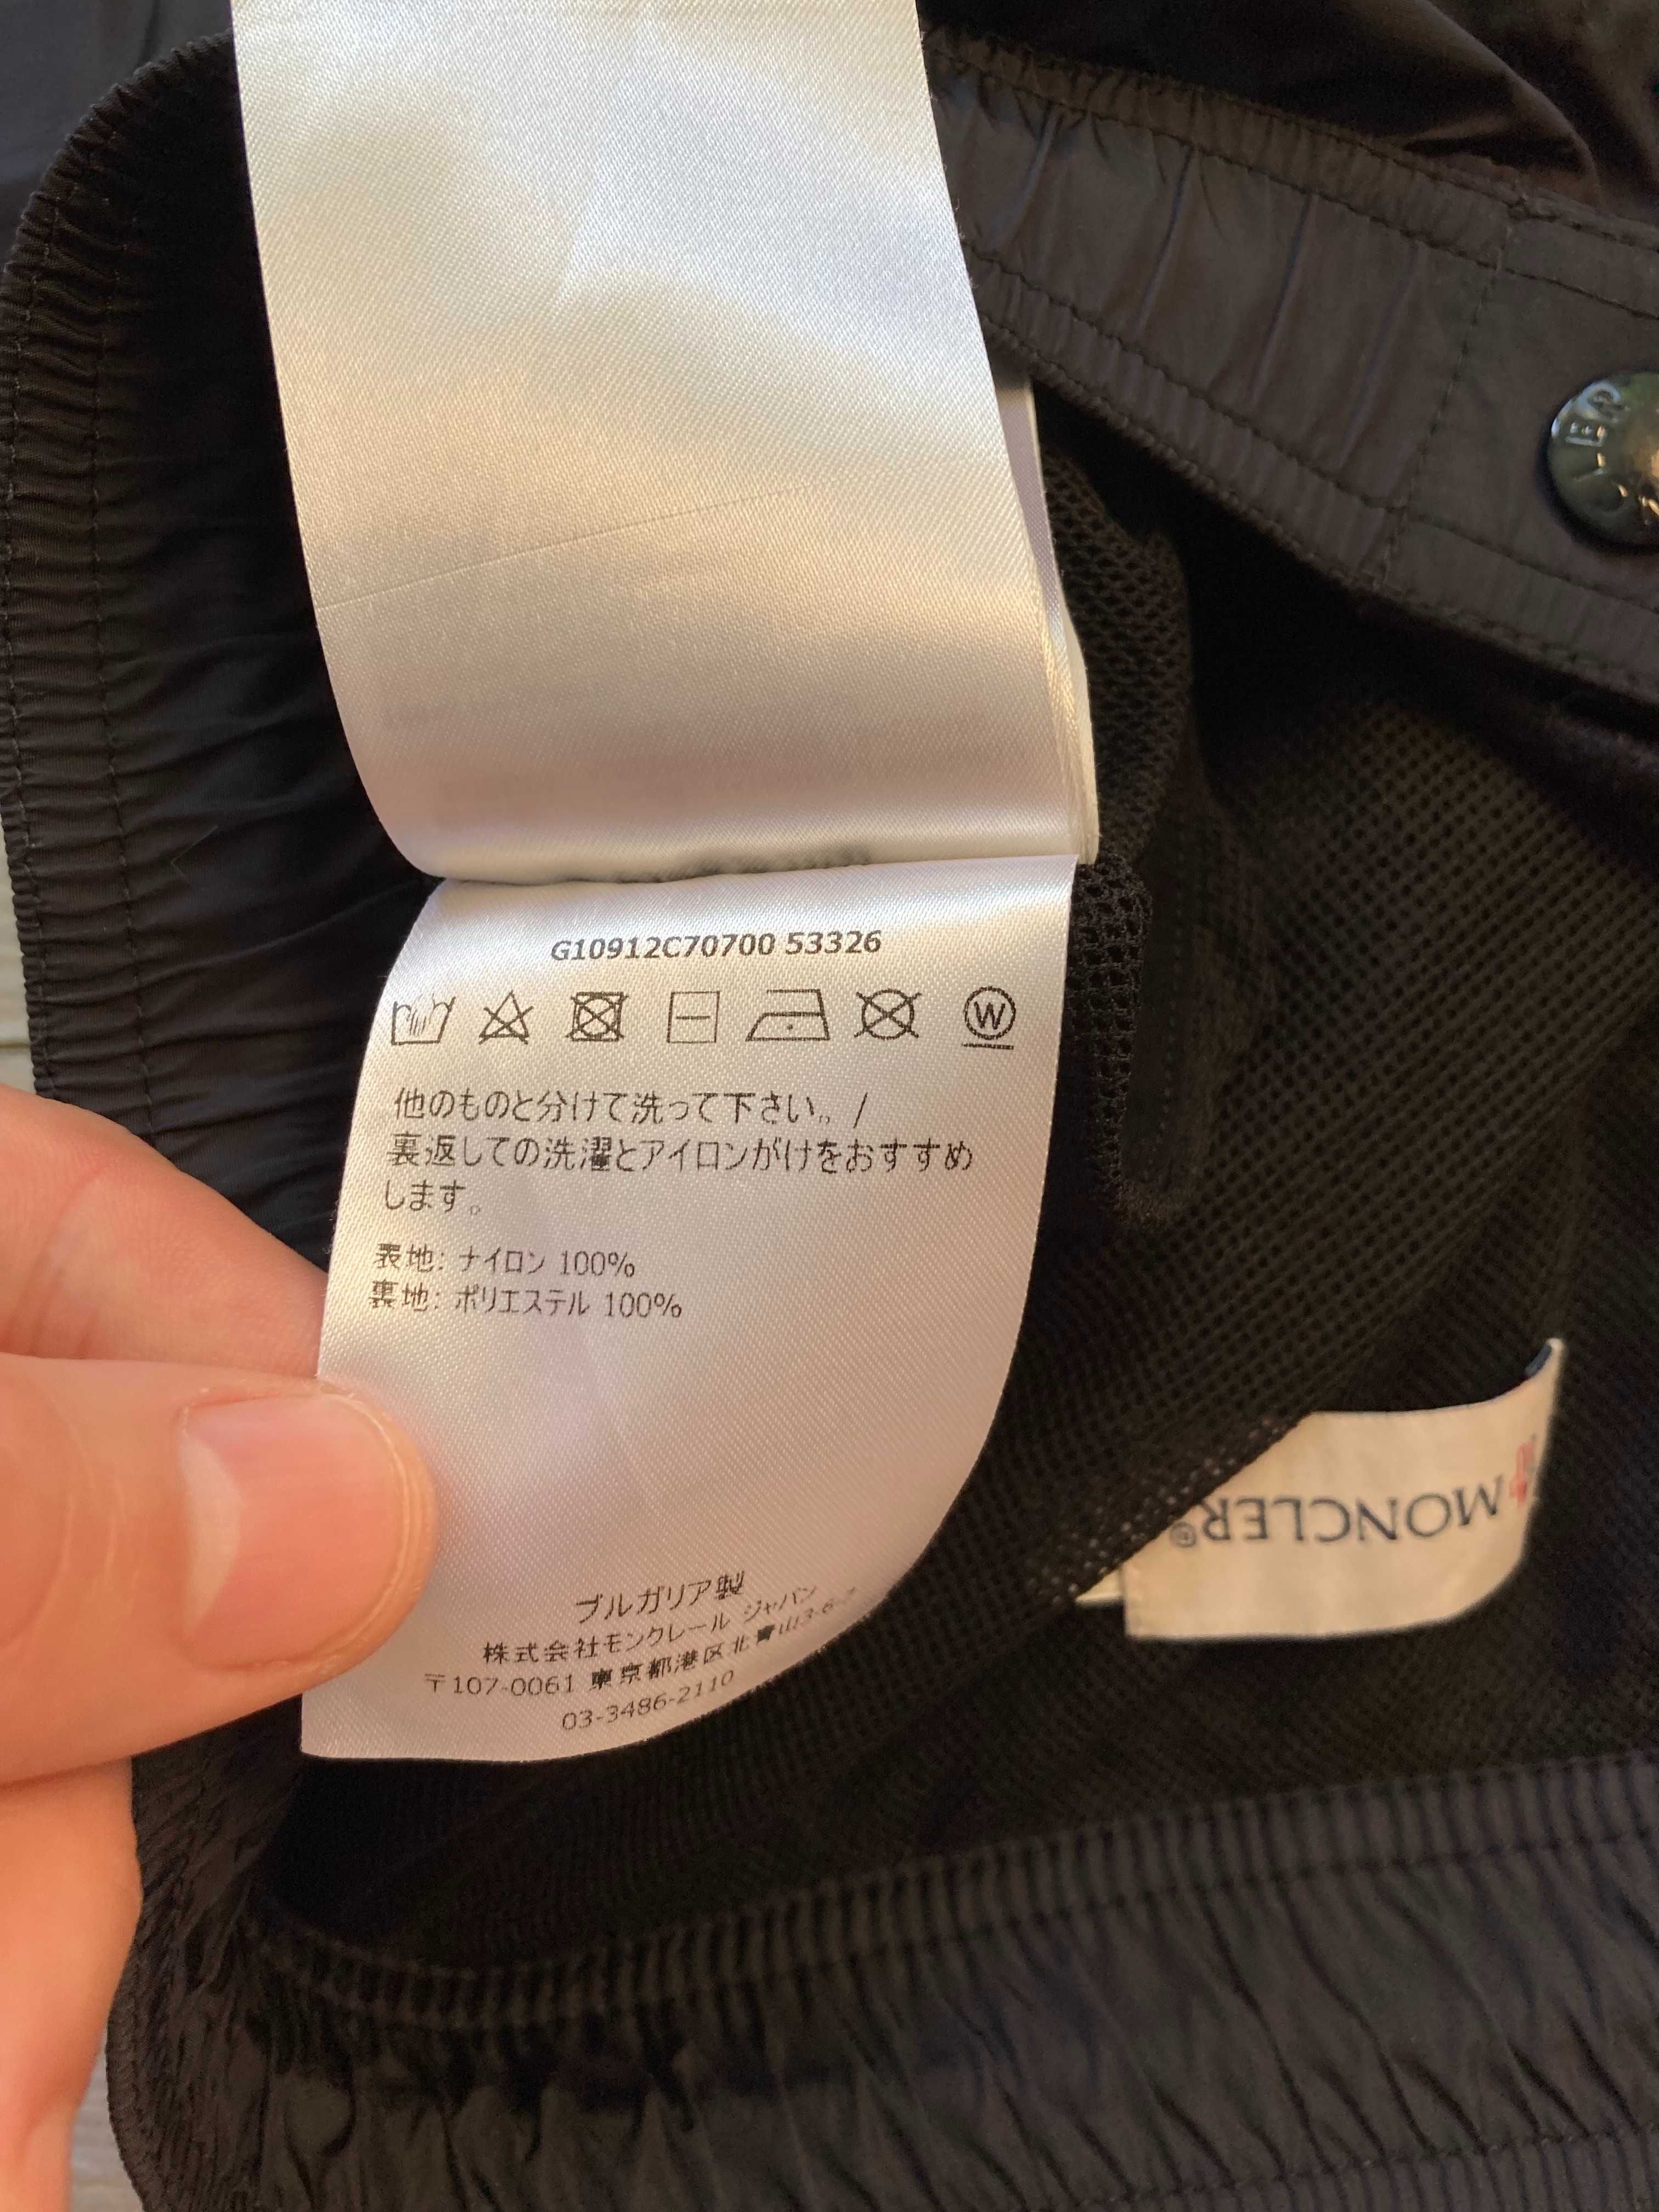 G10912C70700 53326
W
他のものと分けて洗って下さい。/
裏返しての洗濯とアイロンがけをおすすめ
します。
表地: ナイロン 100%
裏地: ポリエステル 100%
ブルガリア製
株式会社モンクレール ジャパン
〒107-0061 東京都港区北青山3-6-7
03-3486-2110
MONCLER®